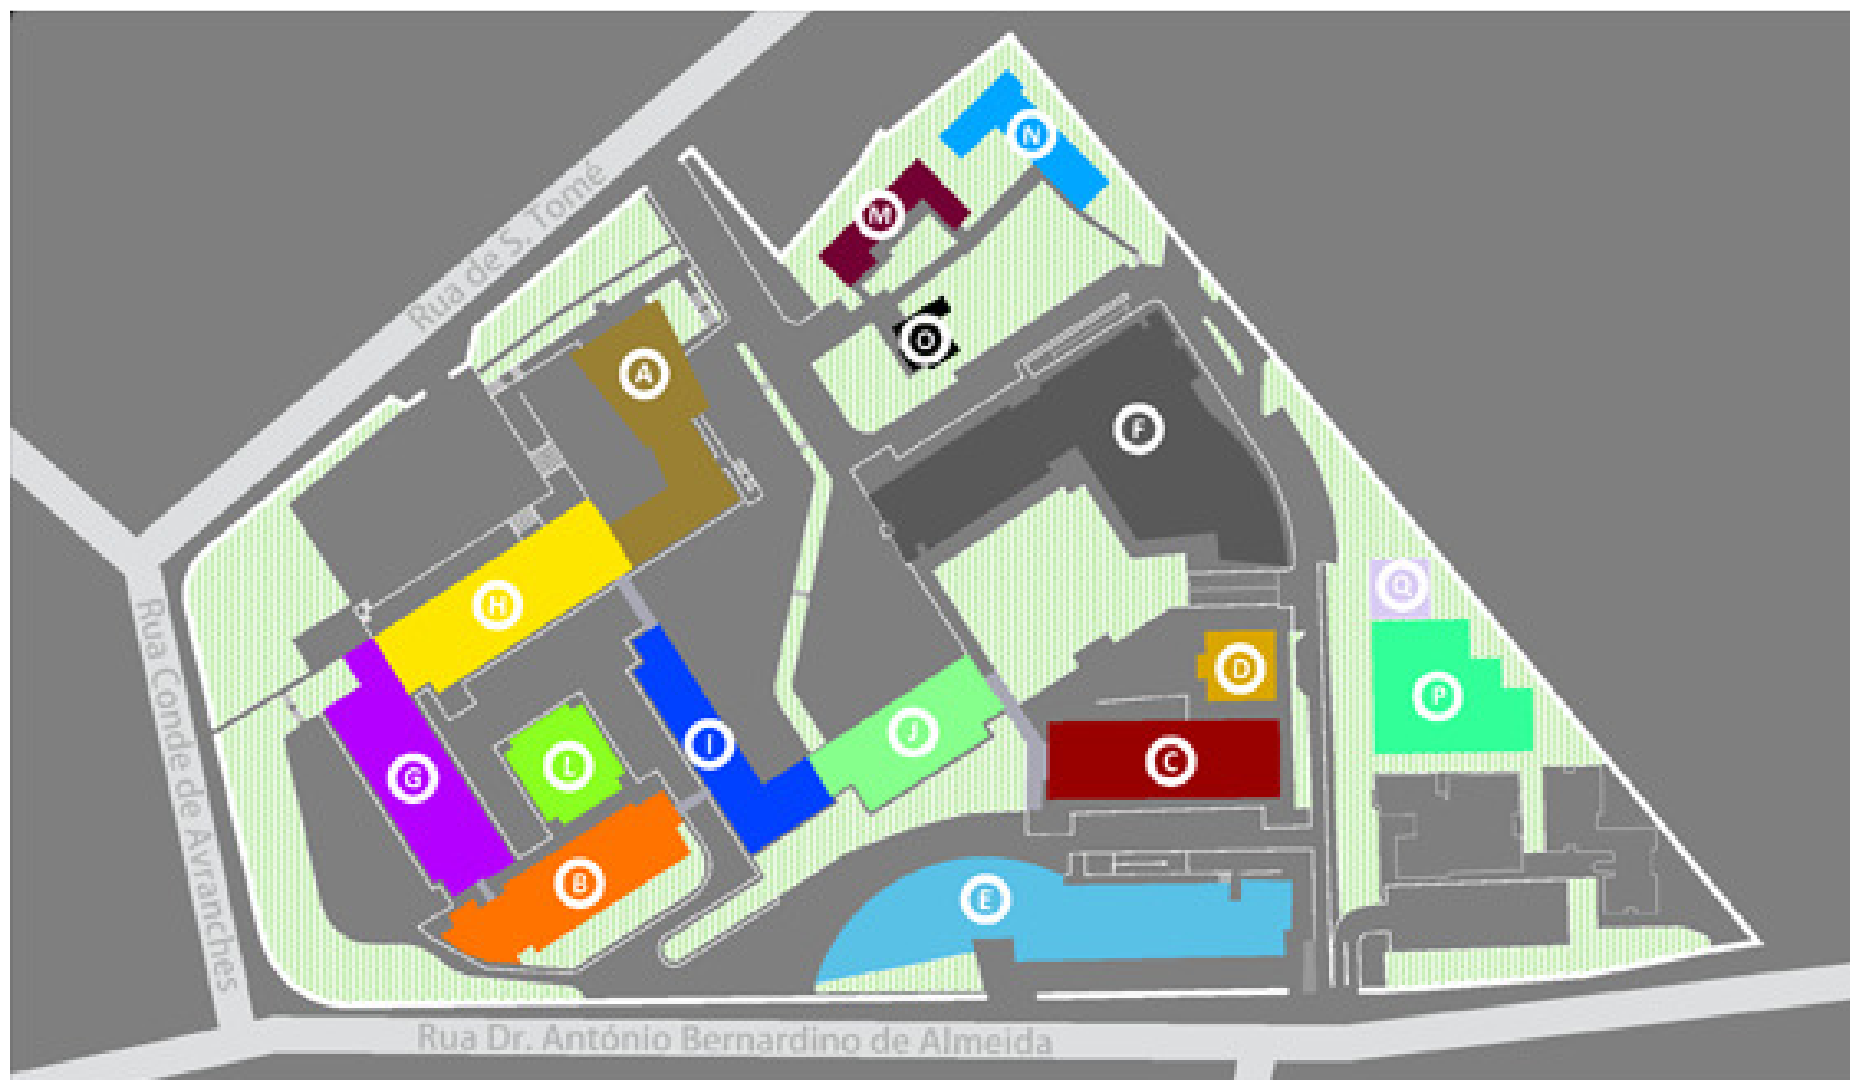 N
M
Rua de S. Tomé
O
A
F
Q
H
D
P
J
I
C
L
G
B
E
Rua Conde de Avranches
Rua Dr. António Bernardino de Almeida